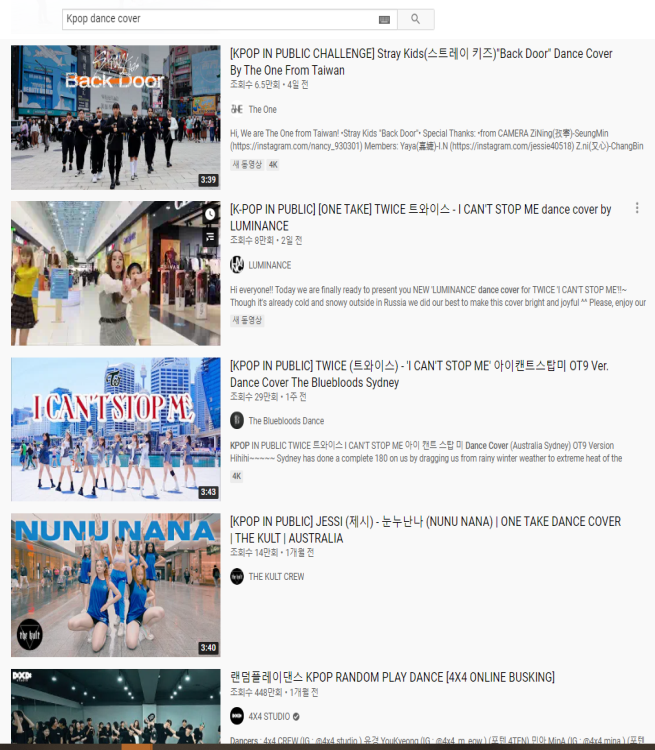 Kpop dance cover
Back Door
3:39
[KPOP IN PUBLIC CHALLENGE] Stray Kids(스트레이 키즈)"Back Door" Dance Cover
By The One From Taiwan
조회수 6.5만회 • 4일 전
The One
Hi, We are The One from Taiwan! •Stray Kids "Back Door"• Special Thanks: •from CAMERA ZiNing(孜寧)-SeungMin
(https://instagram.com/nancy_930301) Members: Yaya(嘉嬑)-I.N (https://instagram.com/jessie40518) Z.ni(又心)-ChangBin
새 동영상 4K
[K-POP IN PUBLIC] [ONE TAKE] TWICE 트와이스 - I CAN'T STOP ME dance cover by
LUMINANCE
조회수 8만회 • 2일 전
LUMINANCE
Hi everyone!! Today we are finally ready to present you NEW 'LUMINANCE' dance cover for TWICE 'I CAN'T STOP ME'!!~
Though it's already cold and snowy outside in Russia we did our best to make this cover bright and joyful ^^ Please, enjoy our
새 동영상
I CAN'T STOP ME
3:43
[KPOP IN PUBLIC] TWICE (트와이스) - 'I CAN'T STOP ME' 아이캔트스탑미 OT9 Ver.
Dance Cover The Bluebloods Sydney
조회수 29만회 • 1주 전
The Bluebloods Dance
KPOP IN PUBLIC TWICE 트와이스 I CAN'T STOP ME 아이 캔트 스탑 미 Dance Cover (Australia Sydney) OT9 Version
Hihihi~~~~~ Sydney has done a complete 180 on us by dragging us from rainy winter weather to extreme heat of the
4K
NUNU NANA
the kult
3:40
[KPOP IN PUBLIC] JESSI (제시) - 눈누난나 (NUNU NANA) | ONE TAKE DANCE COVER
| THE KULT | AUSTRALIA
조회수 14만회 • 1개월 전
THE KULT CREW
랜덤플레이댄스 KPOP RANDOM PLAY DANCE [4X4 ONLINE BUSKING]
조회수 448만회 • 1개월 전
4X4 STUDIO
Dancers : 4x4 CREW (IG : @4x4.studio ) 유경 YouKyeong (IG : @4x4_m_eow ) (포텐 4TEN) 민아 MinA (IG : @4x4.mina ) (포텐